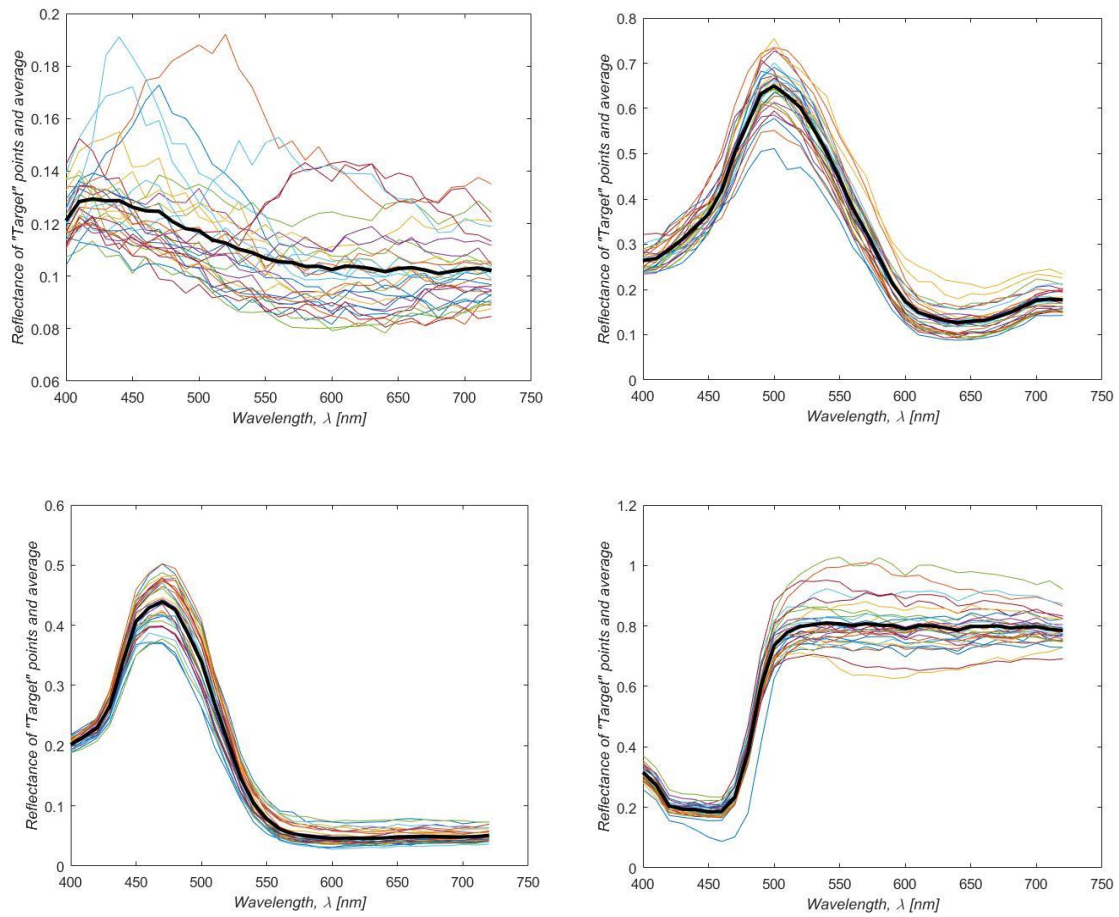 0.2
0.18
0.16
0.14
0.12
0.1
0.08
0.06
400 450 500 550 600 650 700 750
Wavelength, λ [nm]
Reflectance of "Target" points and average
0.8
0.7
0.6
0.5
0.4
0.3
0.2
0.1
0
400 450 500 550 600 650 700 750
Wavelength, λ [nm]
Reflectance of "Target" points and average
0.6
0.5
0.4
0.3
0.2
0.1
0
400 450 500 550 600 650 700 750
Wavelength, λ [nm]
Reflectance of "Target" points and average
1.2
1
0.8
0.6
0.4
0.2
0
400 450 500 550 600 650 700 750
Wavelength, λ [nm]
Reflectance of "Target" points and average